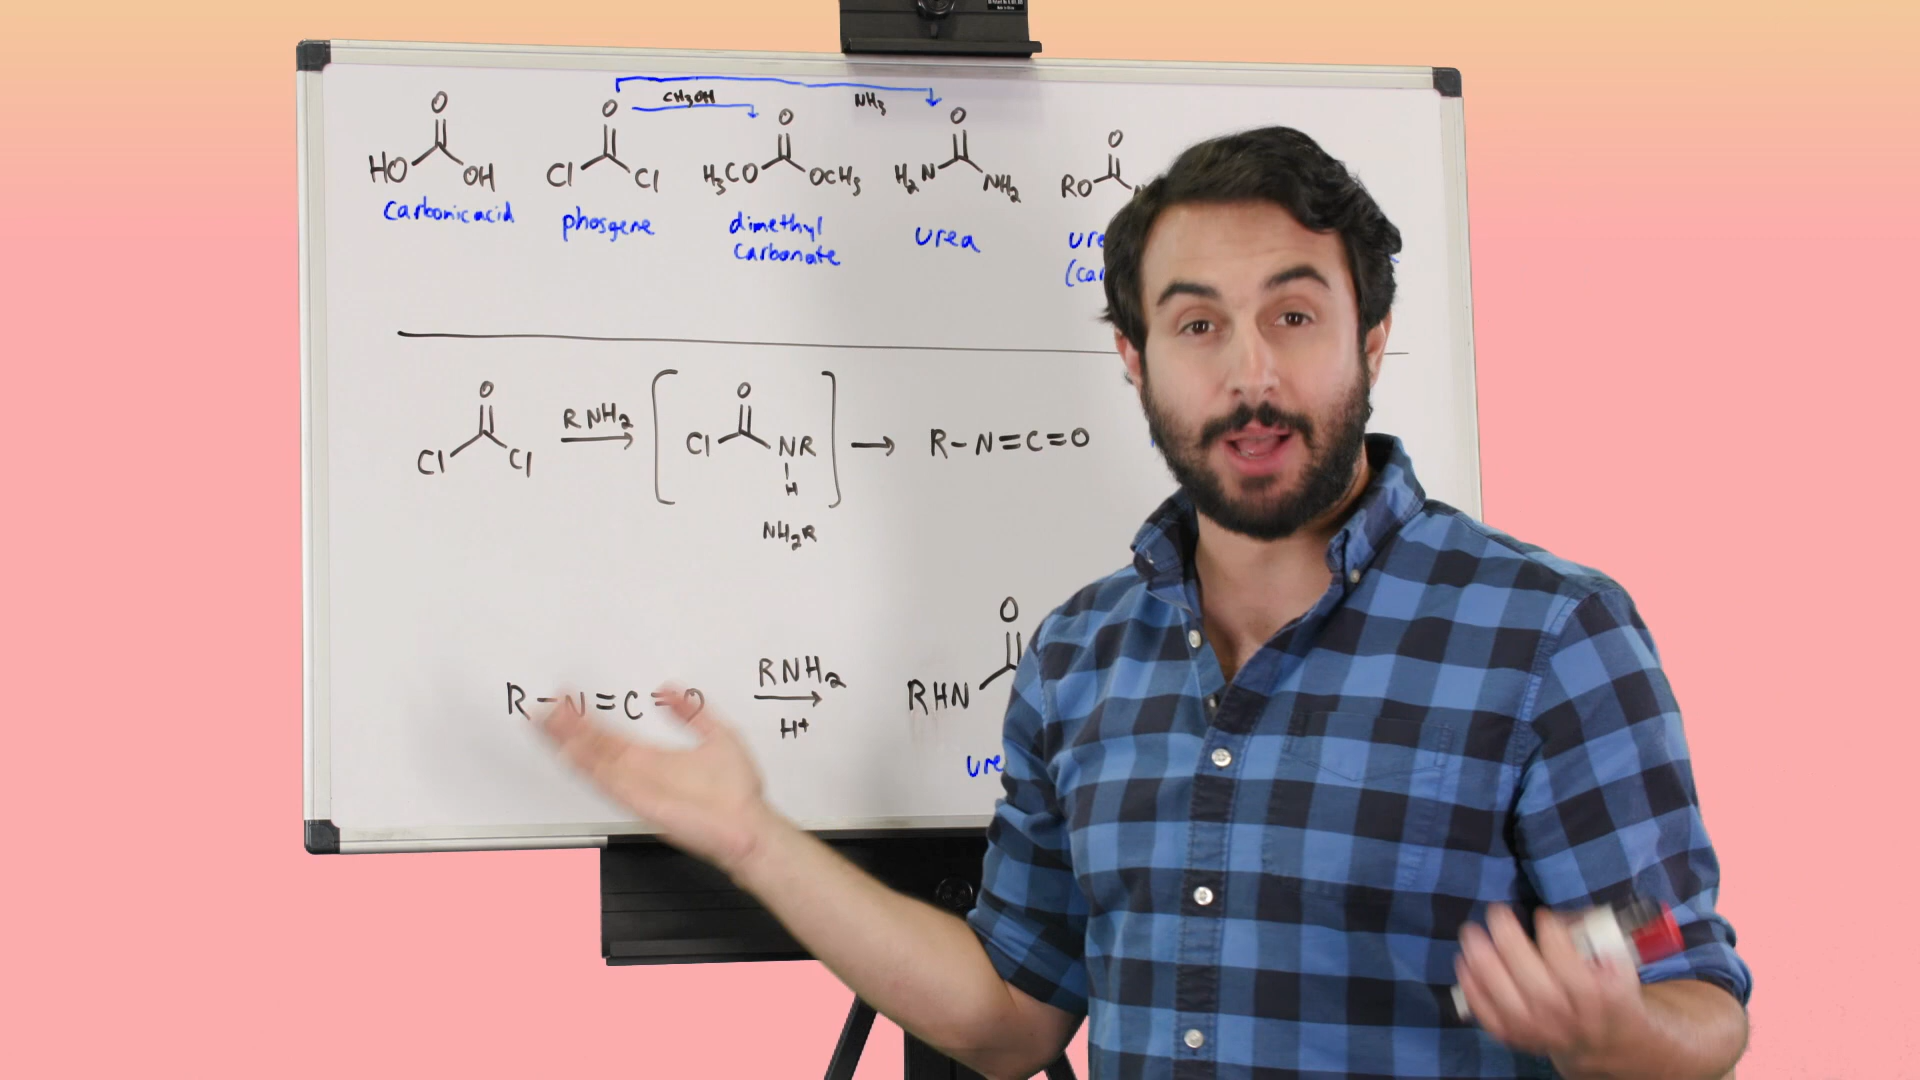 CH3OH
NH3
O
O
O
O
O
HO OH
Cl Cl
H3CO OCH3
H2N NH2
RO
Carbonic acid
phosgene
dimethyl
carbonate
urea
O
Cl Cl
RNH2
O
Cl NR
H
NH2R
R-N=C=O
R-N=C=O
RNH2
H+
O
RHN